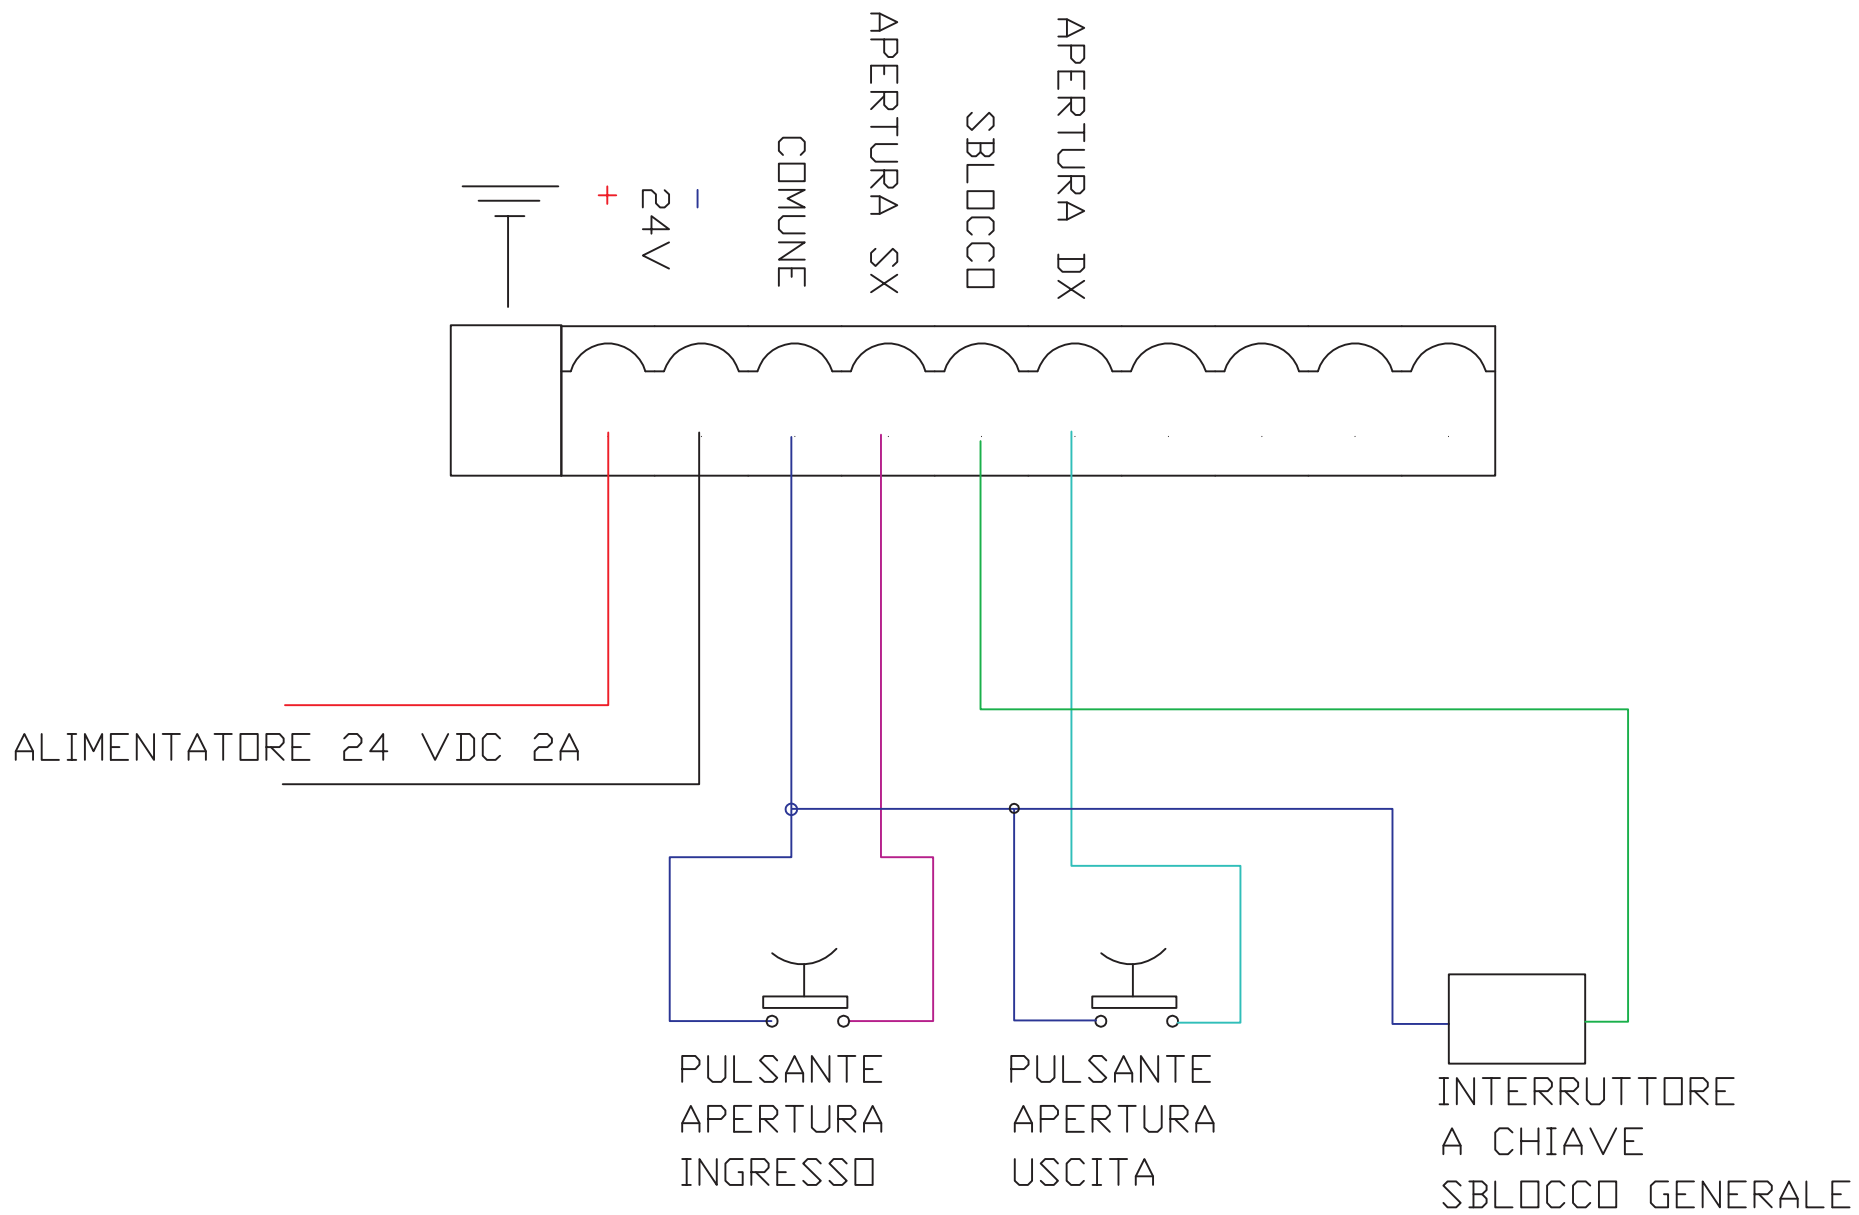 +
24V
-
COMUNE
APERTURA SX
SBLOCCO
APERTURA DX
ALIMENTATORE 24 VDC 2A
PULSANTE
APERTURA
INGRESSO
PULSANTE
APERTURA
USCITA
INTERRUTTORE
A CHIAVE
SBLOCCO GENERALE